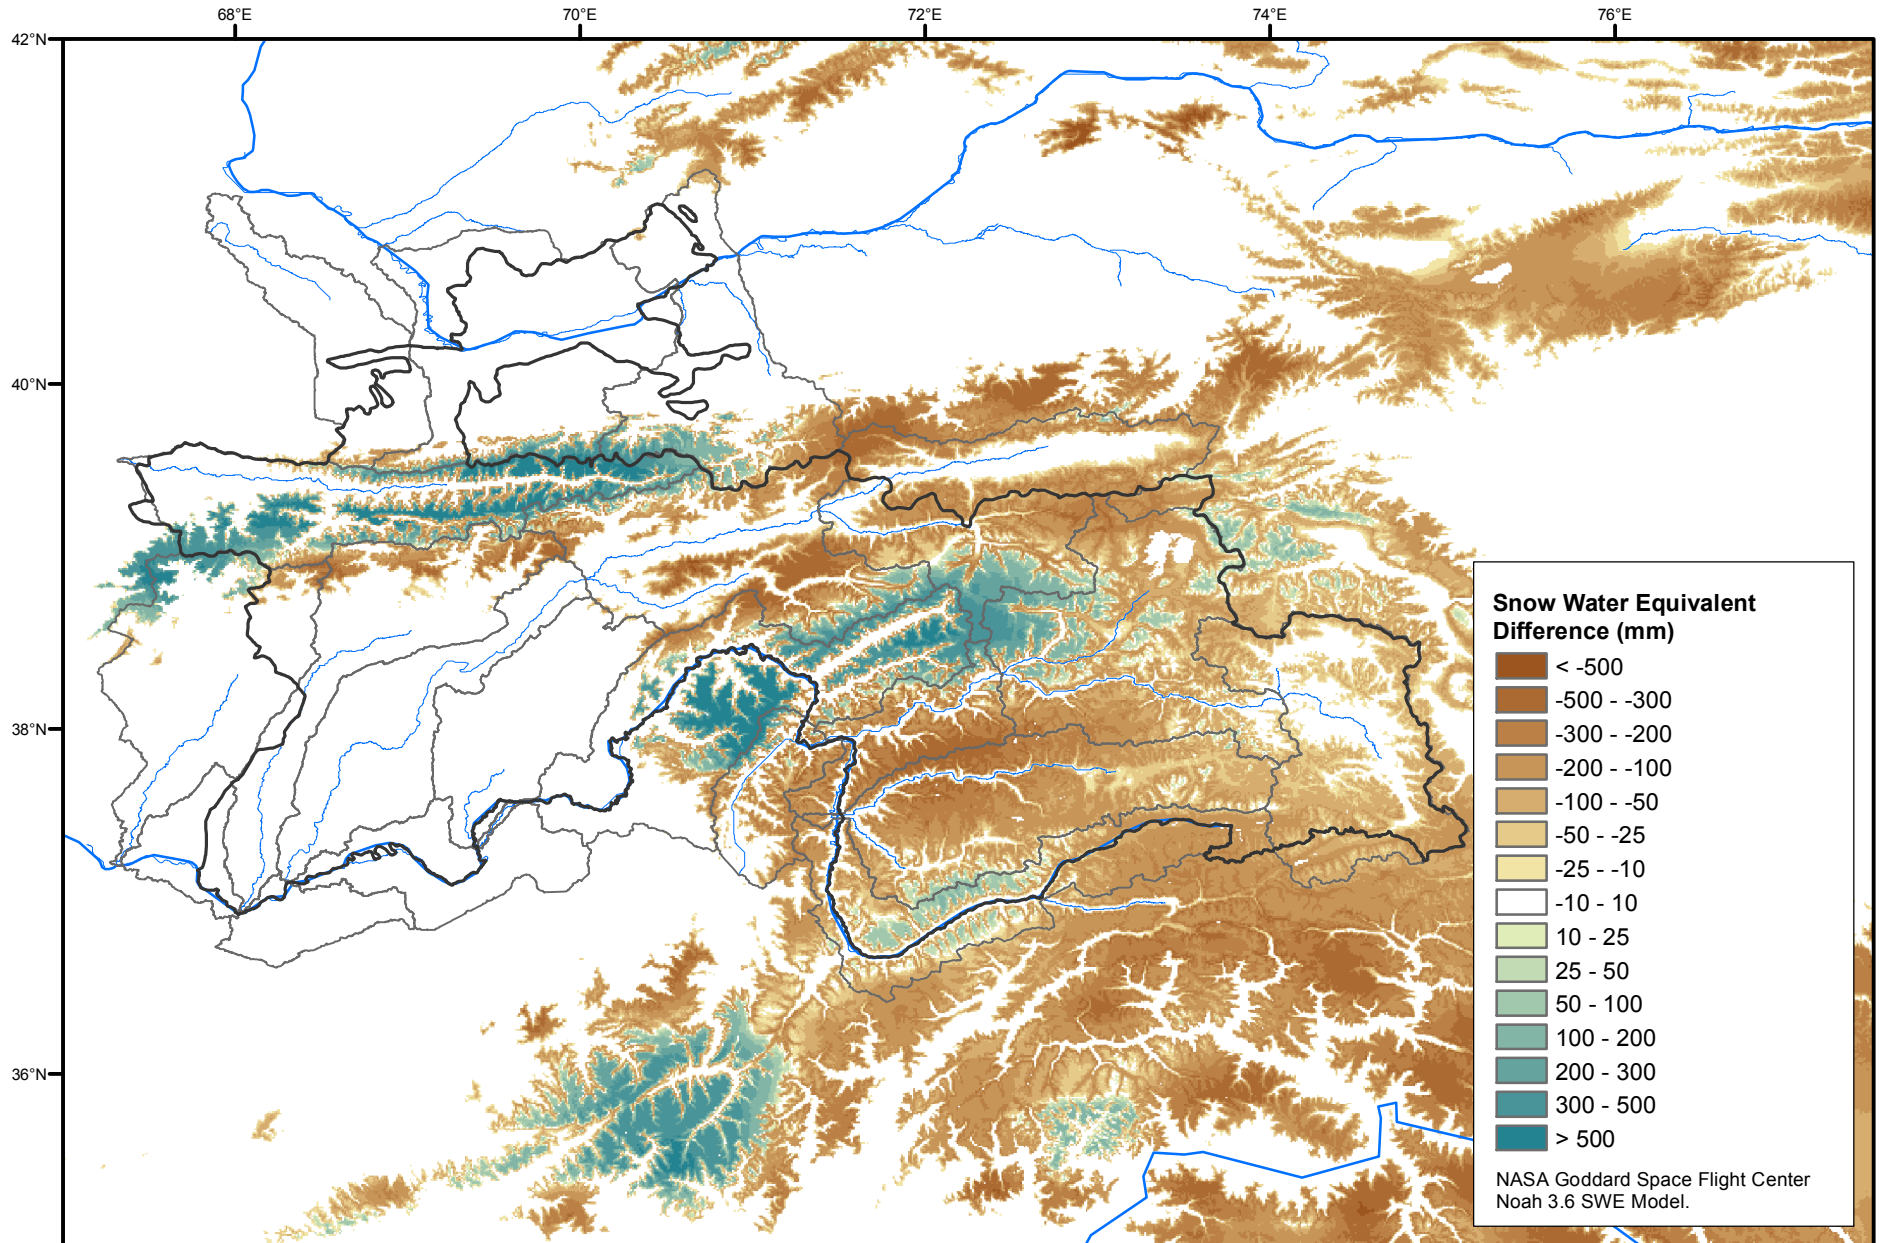 68°E 70°E 72°E 74°E 76°E
42°N
40°N
38°N
36°N
Snow Water Equivalent
Difference (mm)
< -500
-500 - -300
-300 - -200
-200 - -100
-100 - -50
-50 - -25
-25 - -10
-10 - 10
10 - 25
25 - 50
50 - 100
100 - 200
200 - 300
300 - 500
> 500
NASA Goddard Space Flight Center
Noah 3.6 SWE Model.